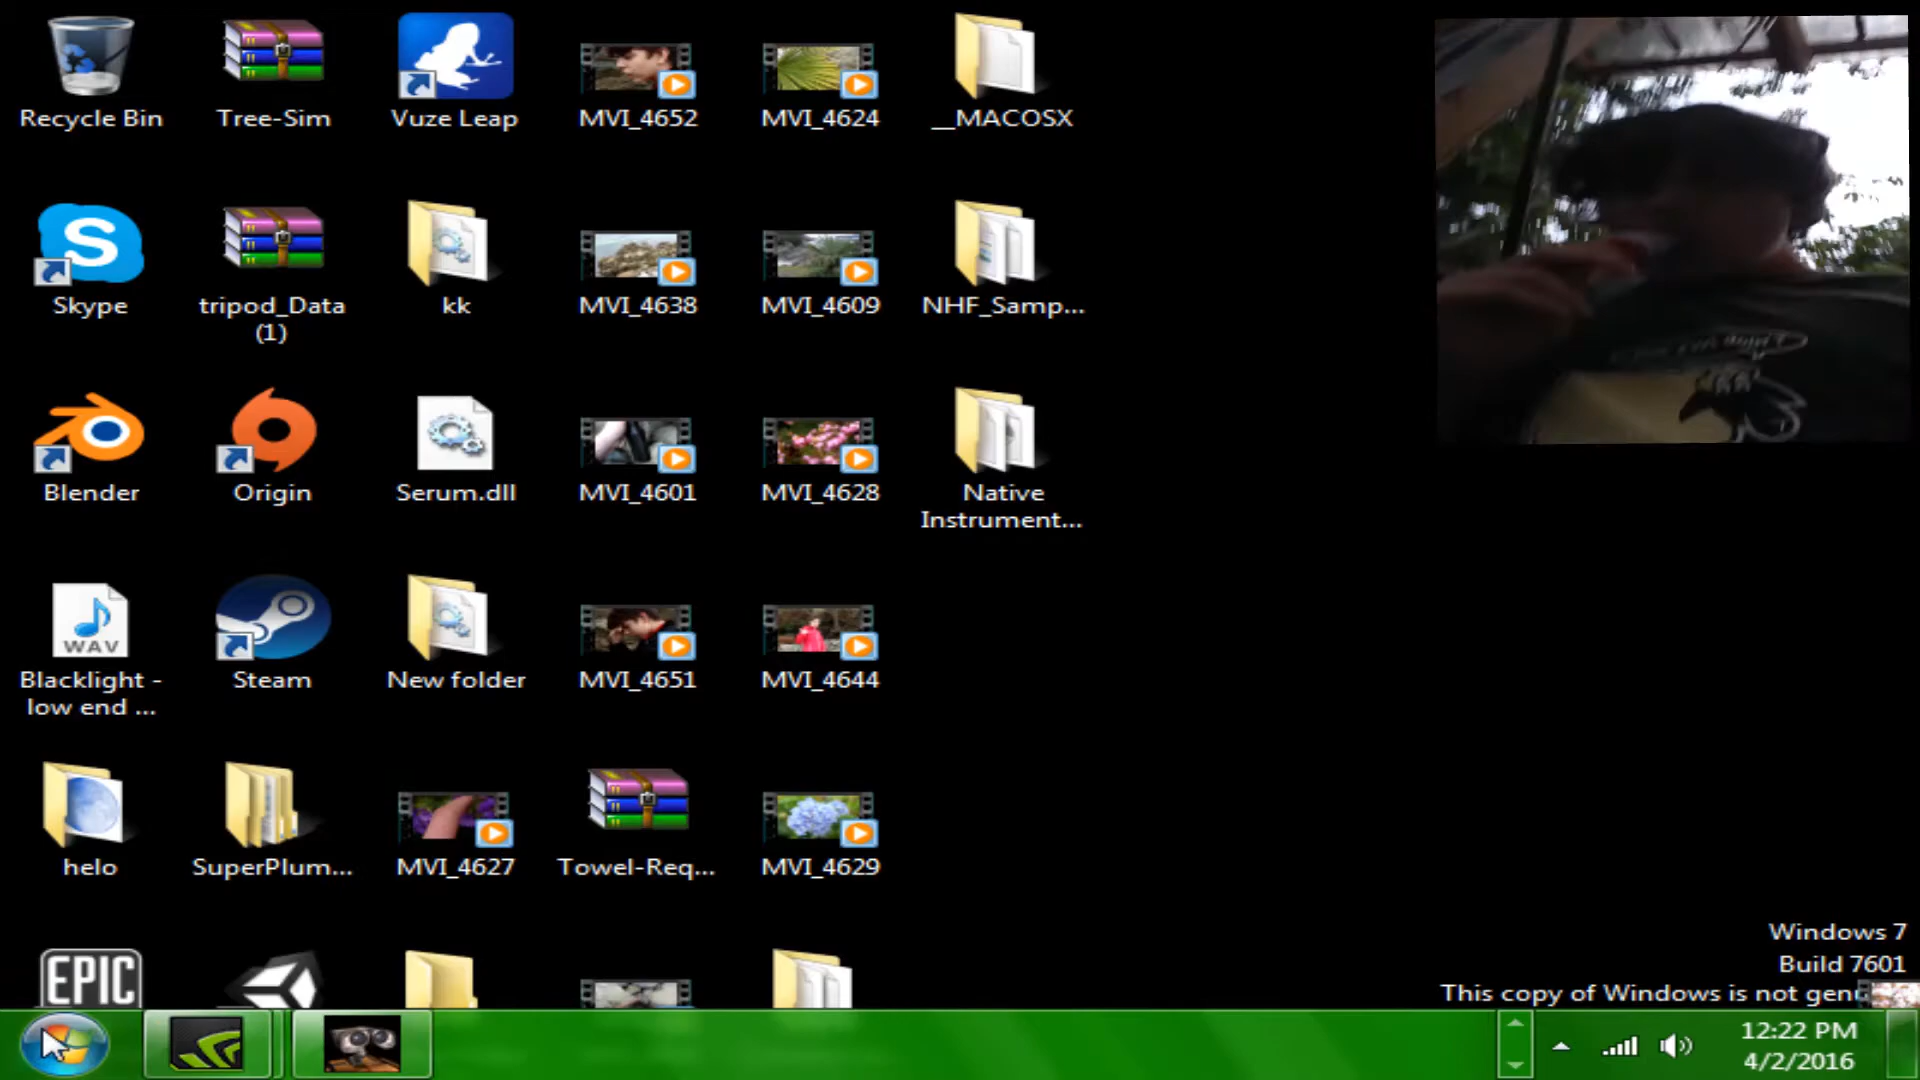 Recycle Bin
Tree-Sim
Vuze Leap
MVI_4652
MVI_4624
__MACOSX
Skype
tripod_Data
(1)
kk
MVI_4638
MVI_4609
NHF_Samp...
Blender
Origin
Serum.dll
MVI_4601
MVI_4628
Native
Instrument...
WAV
Blacklight -
low end ...
Steam
New folder
MVI_4651
MVI_4644
helo
SuperPlum...
MVI_4627
Towel-Req...
MVI_4629
EPIC
Windows 7
Build 7601
This copy of Windows is not genu
12:22 PM
4/2/2016